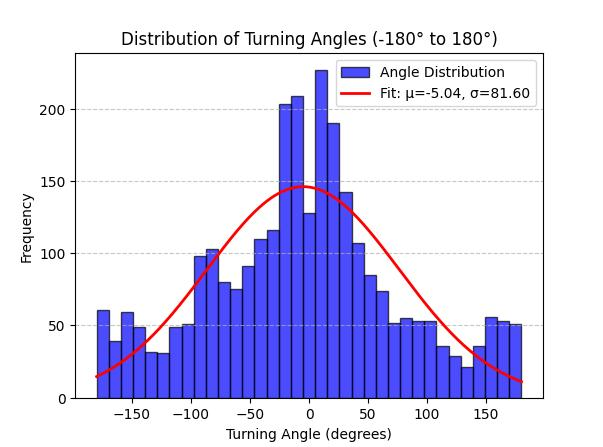 Distribution of Turning Angles (-180° to 180°)
Angle Distribution
Fit: μ=-5.04, σ=81.60
Frequency
200
150
100
50
0
−150
−100
−50
0
50
100
150
Turning Angle (degrees)